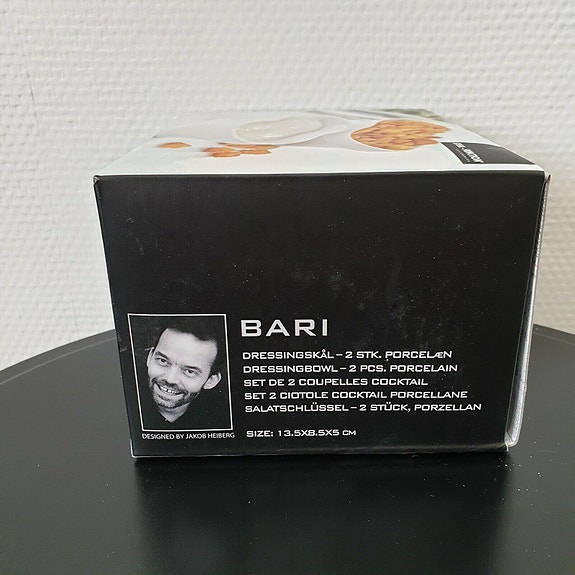 BARI
DRESSINGSKÅL – 2 STK. PORCELÆN
DRESSINGBOWL – 2 PCS. PORCELAIN
SET DE 2 COUPELLES COCKTAIL
SET 2 CIOTOLE COCKTAIL PORCELLANE
SALATSCHLÜSSEL – 2 STÜCK, PORZELLAN
SIZE: 13.5X8.5X5 CM
DESIGNED BY JAKOB HEIBERG